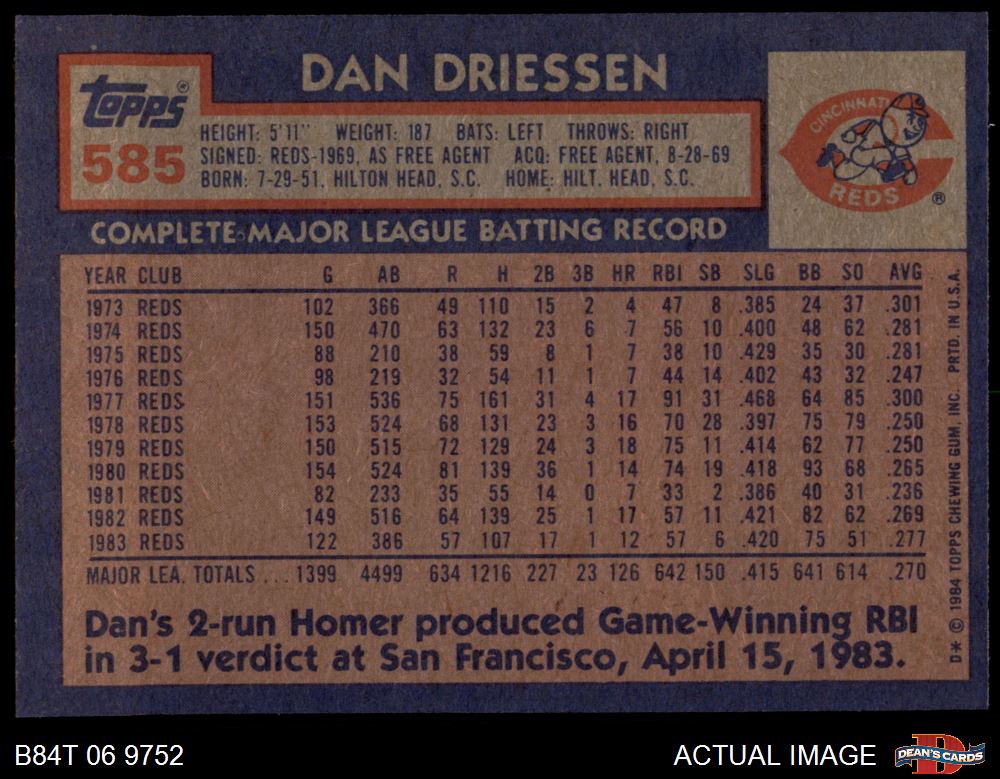 DAN DRIESSEN
Topps®
585
HEIGHT: 5'11" WEIGHT: 187 BATS: LEFT THROWS: RIGHT
SIGNED: REDS-1969, AS FREE AGENT ACQ: FREE AGENT, 8-28-69
BORN: 7-29-51, HILTON HEAD, S.C. HOME: HILT. HEAD, S.C.
CINCINNATI
REDS
®
COMPLETE MAJOR LEAGUE BATTING RECORD
YEAR CLUB G AB R H 2B 3B HR RBI SB SLG BB SO AVG
1973 REDS 102 366 49 110 15 2 4 47 8 .385 24 37 .301
1974 REDS 150 470 63 132 23 6 7 56 10 .400 48 62 .281
1975 REDS 88 210 38 59 8 1 7 38 10 .429 35 30 .281
1976 REDS 98 219 32 54 11 1 7 44 14 .402 43 32 .247
1977 REDS 151 536 75 161 31 4 17 91 31 .468 64 85 .300
1978 REDS 153 524 68 131 23 3 16 70 28 .397 75 79 .250
1979 REDS 150 515 72 129 24 3 18 75 11 .414 62 77 .250
1980 REDS 154 524 81 139 36 1 14 74 19 .418 93 68 .265
1981 REDS 82 233 35 55 14 0 7 33 2 .386 40 31 .236
1982 REDS 149 516 64 139 25 1 17 57 11 .421 82 62 .269
1983 REDS 122 386 57 107 17 1 12 57 6 .420 75 51 .277
MAJOR LEA. TOTALS ... 1399 4499 634 1216 227 23 126 642 150 .415 641 614 .270
Dan's 2-run Homer produced Game-Winning RBI
in 3-1 verdict at San Francisco, April 15, 1983.
D* © 1984 TOPPS CHEWING GUM, INC. PRTD. IN U.S.A.
B84T 06 9752
ACTUAL IMAGE
DEAN'S CARDS